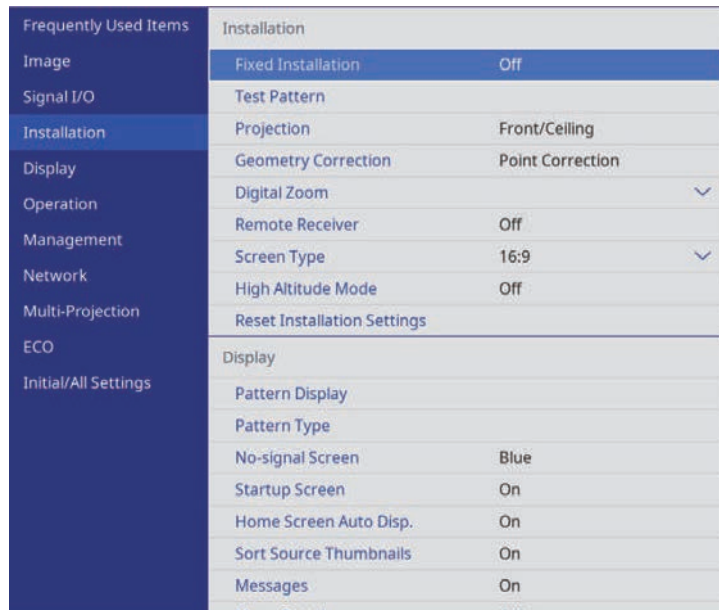 Frequently Used Items
Image
Signal I/O
Installation
Display
Operation
Management
Network
Multi-Projection
ECO
Initial/All Settings
Installation
Fixed Installation Off
Test Pattern
Projection Front/Ceiling
Geometry Correction Point Correction
Digital Zoom
Remote Receiver Off
Screen Type 16:9
High Altitude Mode Off
Reset Installation Settings
Display
Pattern Display
Pattern Type
No-signal Screen Blue
Startup Screen On
Home Screen Auto Disp. On
Sort Source Thumbnails On
Messages On